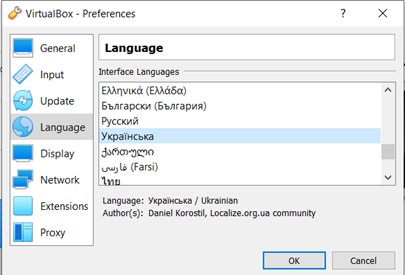 VirtualBox - Preferences
General
Input
Update
Language
Display
Network
Extensions
Proxy
Language
Interface Languages
Ελληνικά (Ελλάδα)
Български (България)
Русский
Українська
ქართული
فارسی (Farsi)
ไทย
Language: Українська / Ukrainian
Author(s): Daniel Korostil, Localize.org.ua community
OK
Cancel